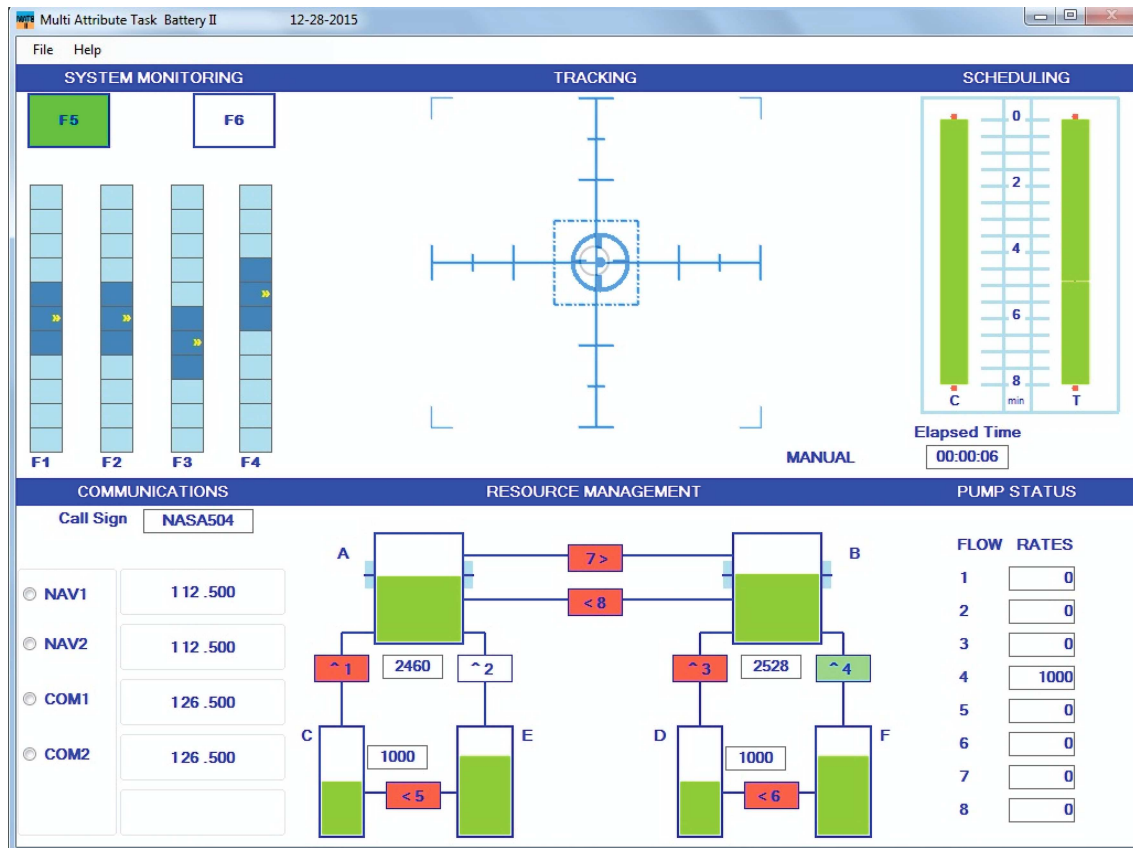 Multi Attribute Task Battery II 12-28-2015
File Help
SYSTEM MONITORING
F5 F6
F1 F2 F3 F4
TRACKING
MANUAL
SCHEDULING
0
2
4
6
8
C min T
Elapsed Time
00:00:06
COMMUNICATIONS
Call Sign NASA504
NAV1 112.500
NAV2 112.500
COM1 126.500
COM2 126.500
RESOURCE MANAGEMENT
A 7> B
<8
^1 2460 ^2 ^3 2528 ^4
C E D F
1000 1000
<5 <6
PUMP STATUS
FLOW RATES
1 0
2 0
3 0
4 1000
5 0
6 0
7 0
8 0